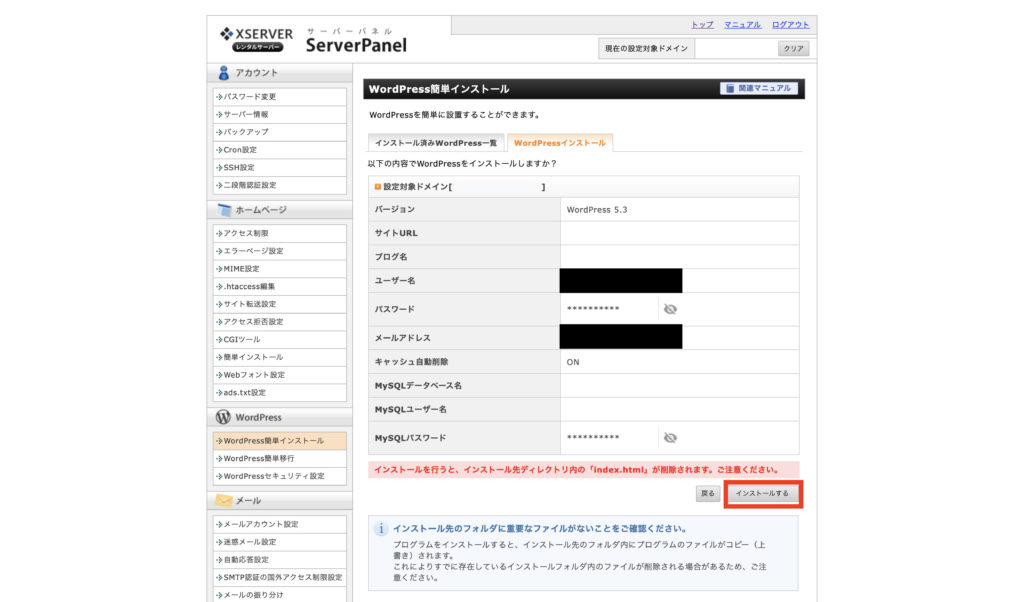 XSERVER
レンタルサーバー
サーバーパネル
ServerPanel
トップ マニュアル ログアウト
現在の設定対象ドメイン クリア
アカウント
パスワード変更
サーバー情報
バックアップ
Cron設定
SSH設定
二段階認証設定
ホームページ
アクセス制限
エラーページ設定
MIME設定
.htaccess編集
サイト転送設定
アクセス拒否設定
CGIツール
簡単インストール
Webフォント設定
ads.txt設定
WordPress
WordPress簡単インストール
WordPress簡単移行
WordPressセキュリティ設定
メール
メールアカウント設定
迷惑メール設定
自動応答設定
SMTP認証の国外アクセス制限設定
メールの振り分け
WordPress簡単インストール 関連マニュアル
WordPressを簡単に設置することができます。
インストール済みWordPress一覧 WordPressインストール
以下の内容でWordPressをインストールしますか？
設定対象ドメイン[ ]
バージョン WordPress 5.3
サイトURL
ブログ名
ユーザー名
パスワード **********
メールアドレス
キャッシュ自動削除 ON
MySQLデータベース名
MySQLユーザー名
MySQLパスワード **********
インストールを行うと、インストール先ディレクトリ内の「index.html」が削除されます。ご注意ください。
戻る インストールする
インストール先のフォルダに重要なファイルがないことをご確認ください。
プログラムをインストールすると、インストール先のフォルダ内にプログラムのファイルがコピー（上
書き）されます。
これによりすでに存在しているインストールフォルダ内のファイルが削除される場合があるため、ご注
意ください。